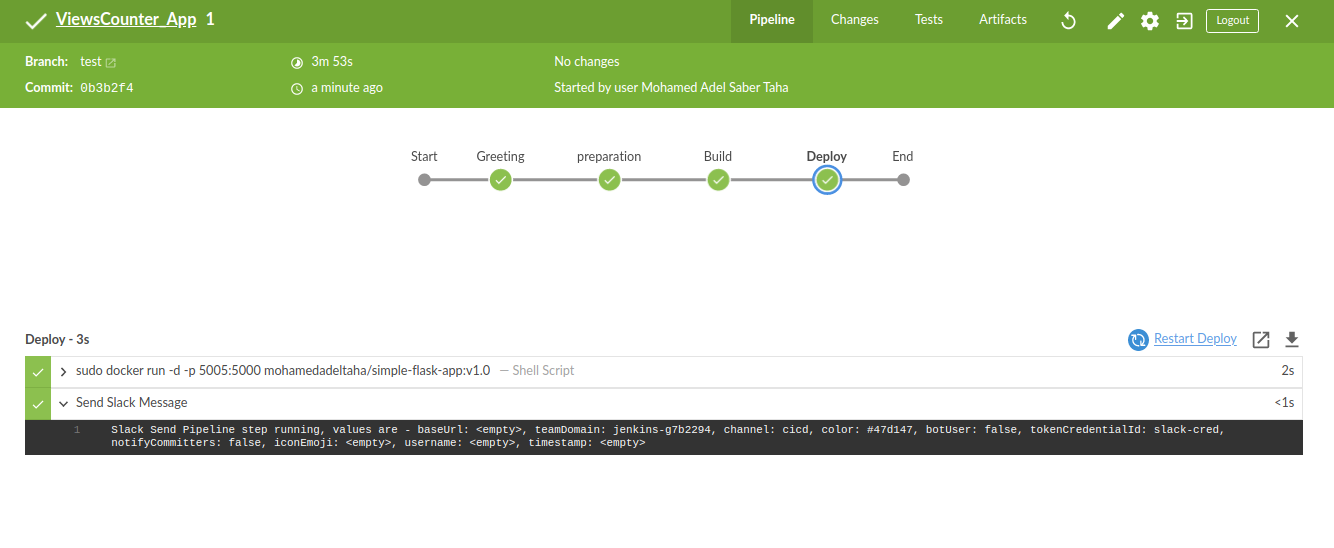 ViewsCounter_App 1
Pipeline Changes Tests Artifacts Logout
Branch: test 3m 53s No changes
Commit: 0b3b2f4 a minute ago Started by user Mohamed Adel Saber Taha
Start Greeting preparation Build Deploy End
Deploy - 3s Restart Deploy
sudo docker run -d -p 5005:5000 mohamedadeltaha/simple-flask-app:v1.0 — Shell Script 2s
Send Slack Message <1s
1 Slack Send Pipeline step running, values are - baseUrl: <empty>, teamDomain: jenkins-g7b2294, channel: cicd, color: #47d147, botUser: false, tokenCredentialId: slack-cred,
notifyCommitters: false, iconEmoji: <empty>, username: <empty>, timestamp: <empty>